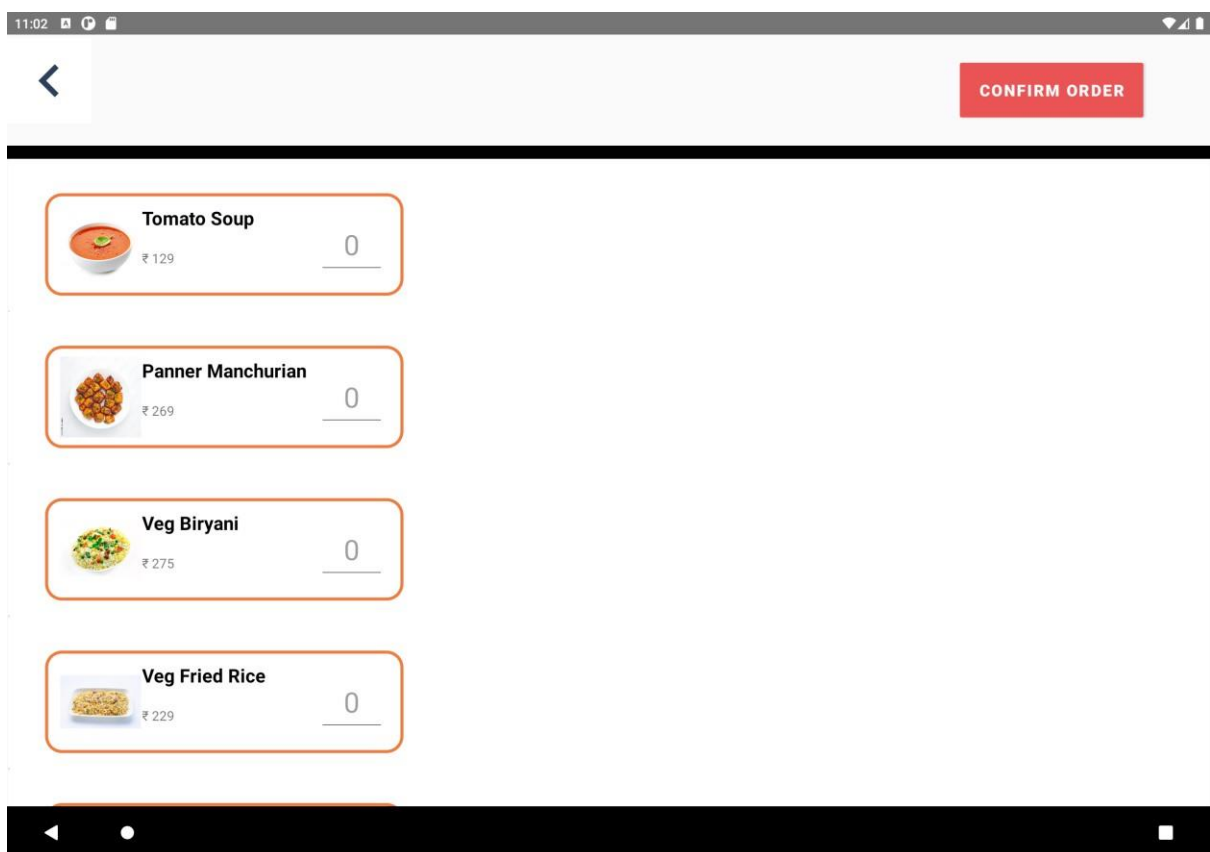 11:02
CONFIRM ORDER
Tomato Soup
₹ 129
0
Panner Manchurian
₹ 269
0
Veg Biryani
₹ 275
0
Veg Fried Rice
₹ 229
0